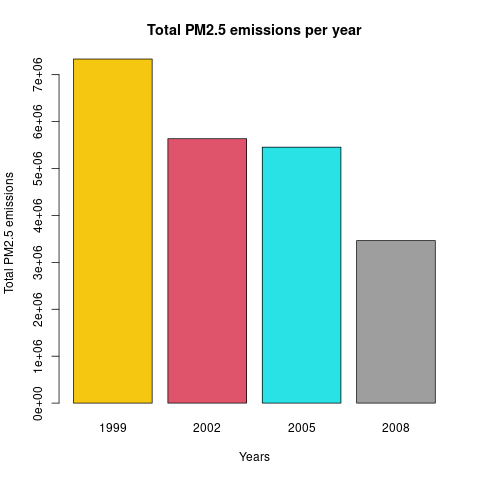 Total PM2.5 emissions per year
Total PM2.5 emissions
7e+06
6e+06
5e+06
4e+06
3e+06
2e+06
1e+06
0e+00
1999 2002 2005 2008
Years